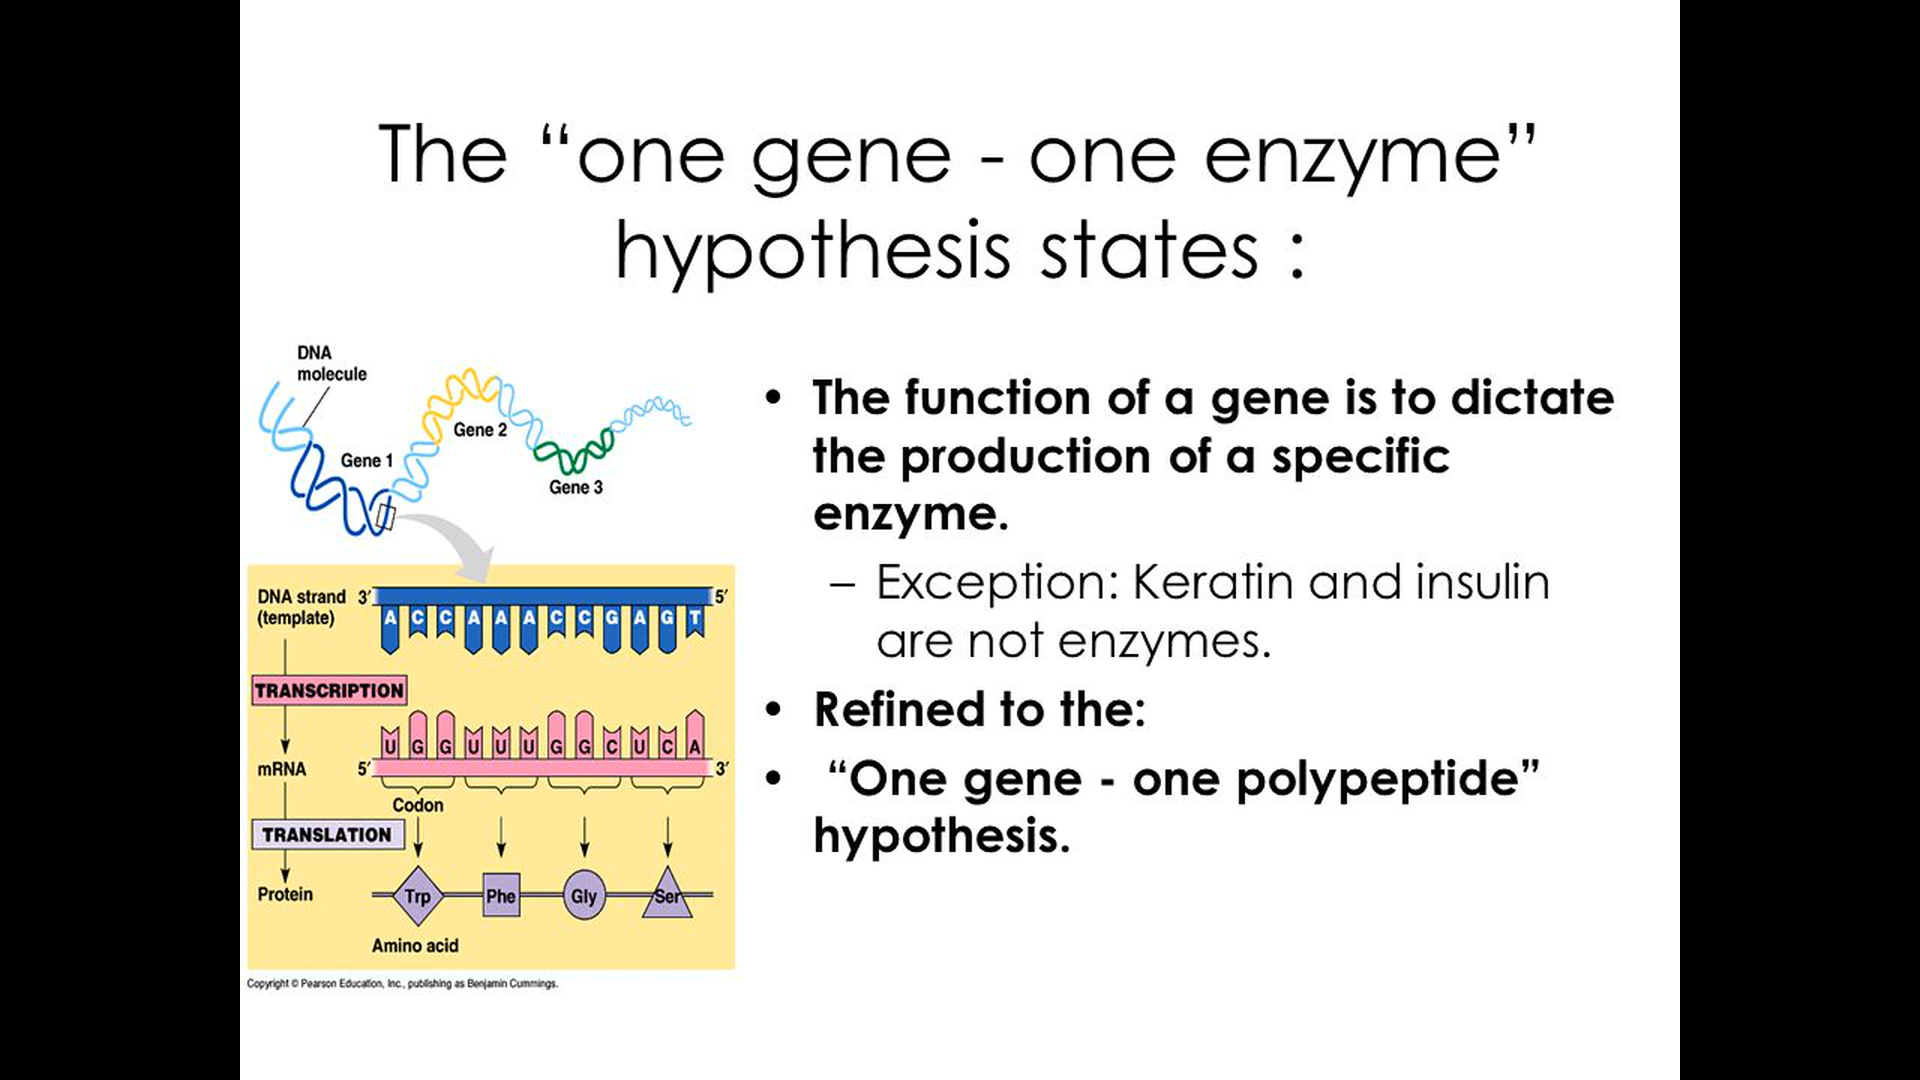 The “one gene - one enzyme”
hypothesis states :
DNA
molecule
Gene 1
Gene 2
Gene 3
DNA strand 3′ 5′
(template)
A C C A A A C C G A G T
TRANSCRIPTION
U G G U U U G G C U C A
mRNA 5′ 3′
Codon
TRANSLATION
Protein Trp Phe Gly Ser
Amino acid
Copyright © Pearson Education, Inc., publishing as Benjamin Cummings.
• The function of a gene is to dictate
the production of a specific
enzyme.
– Exception: Keratin and insulin
are not enzymes.
• Refined to the:
• “One gene - one polypeptide”
hypothesis.